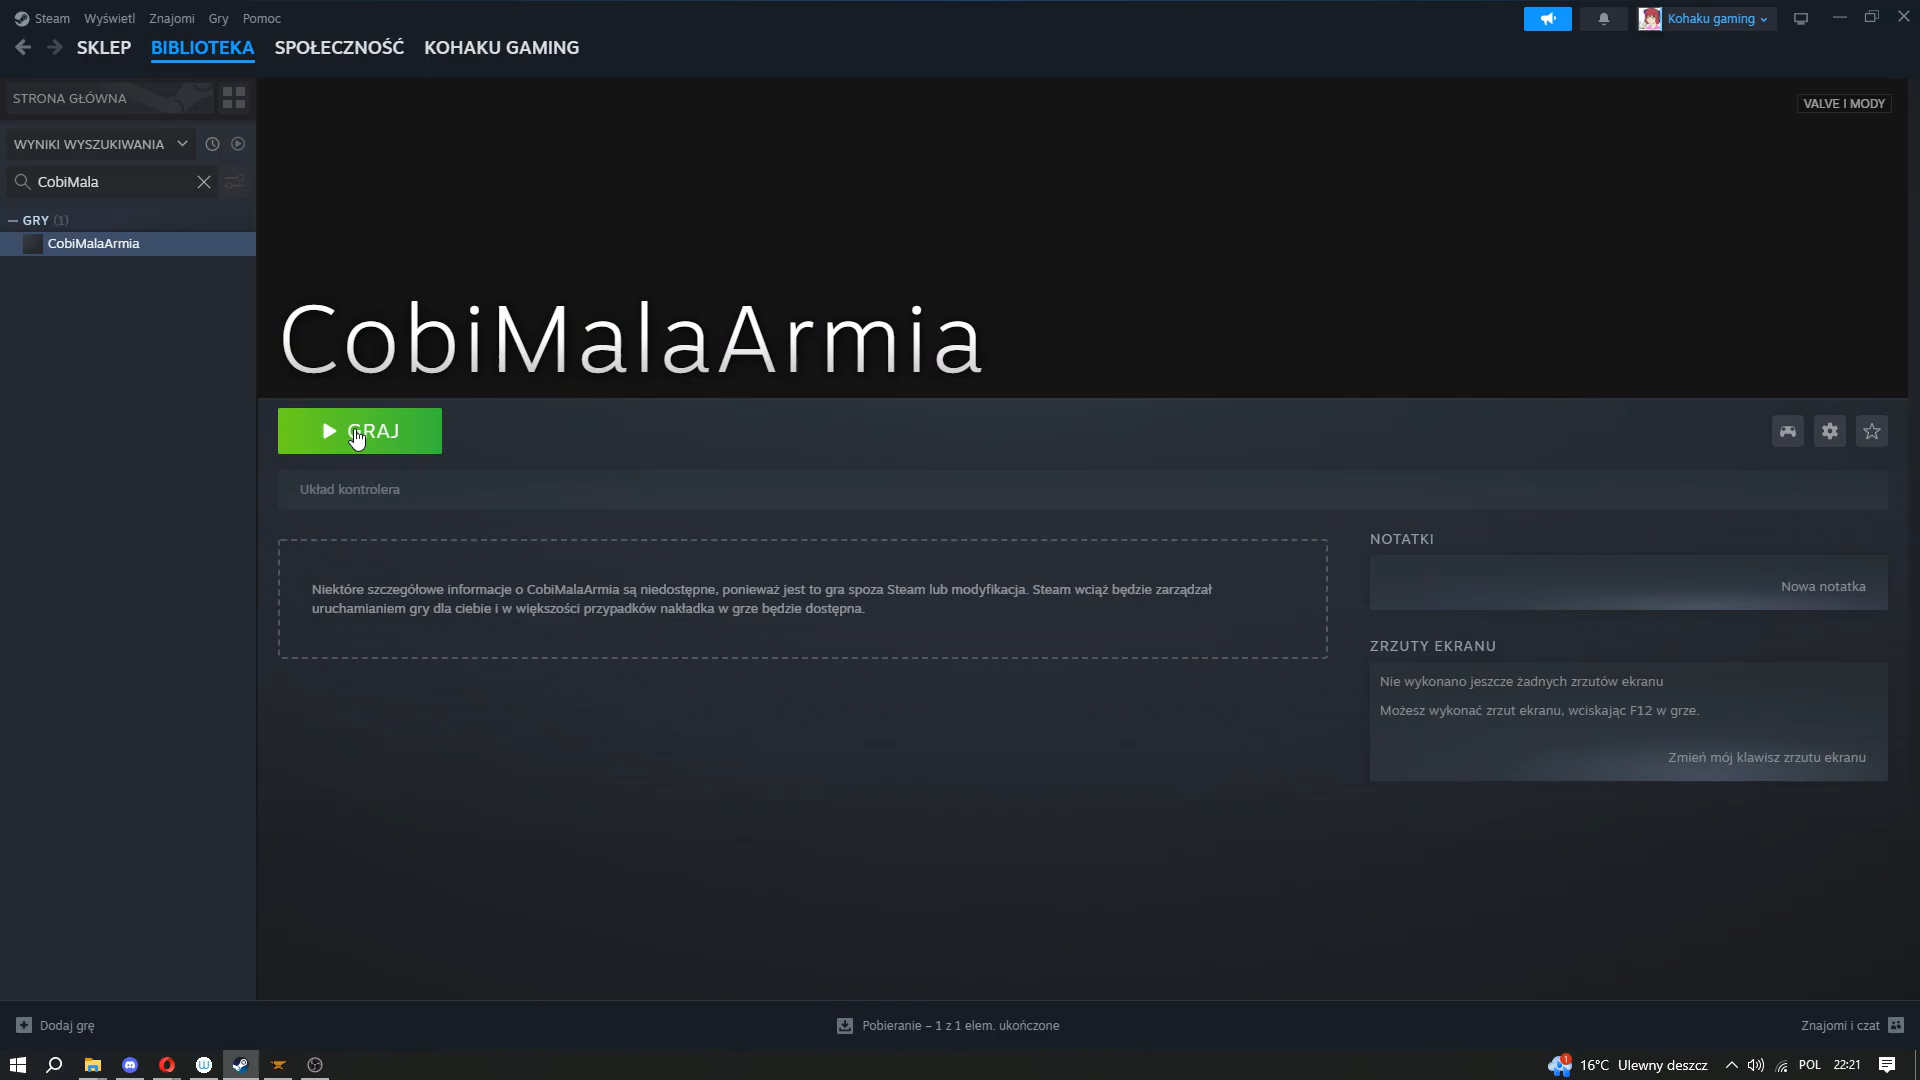 Steam Wyświetl Znajomi Gry Pomoc
Kohaku gaming
SKLEP BIBLIOTEKA SPOŁECZNOŚĆ KOHAKU GAMING
STRONA GŁÓWNA
VALVE I MODY
WYNIKI WYSZUKIWANIA
CobiMala
GRY (1)
CobiMalaArmia
CobiMalaArmia
GRAJ
Układ kontrolera
Niektóre szczegółowe informacje o CobiMalaArmia są niedostępne, ponieważ jest to gra spoza Steam lub modyfikacja. Steam wciąż będzie zarządzał
uruchamianiem gry dla ciebie i w większości przypadków nakładka w grze będzie dostępna.
NOTATKI
Nowa notatka
ZRZUTY EKRANU
Nie wykonano jeszcze żadnych zrzutów ekranu
Możesz wykonać zrzut ekranu, wciskając F12 w grze.
Zmień mój klawisz zrzutu ekranu
Dodaj grę
Pobieranie – 1 z 1 elem. ukończone
Znajomi i czat
1
16°C Ulewny deszcz
POL
22:21